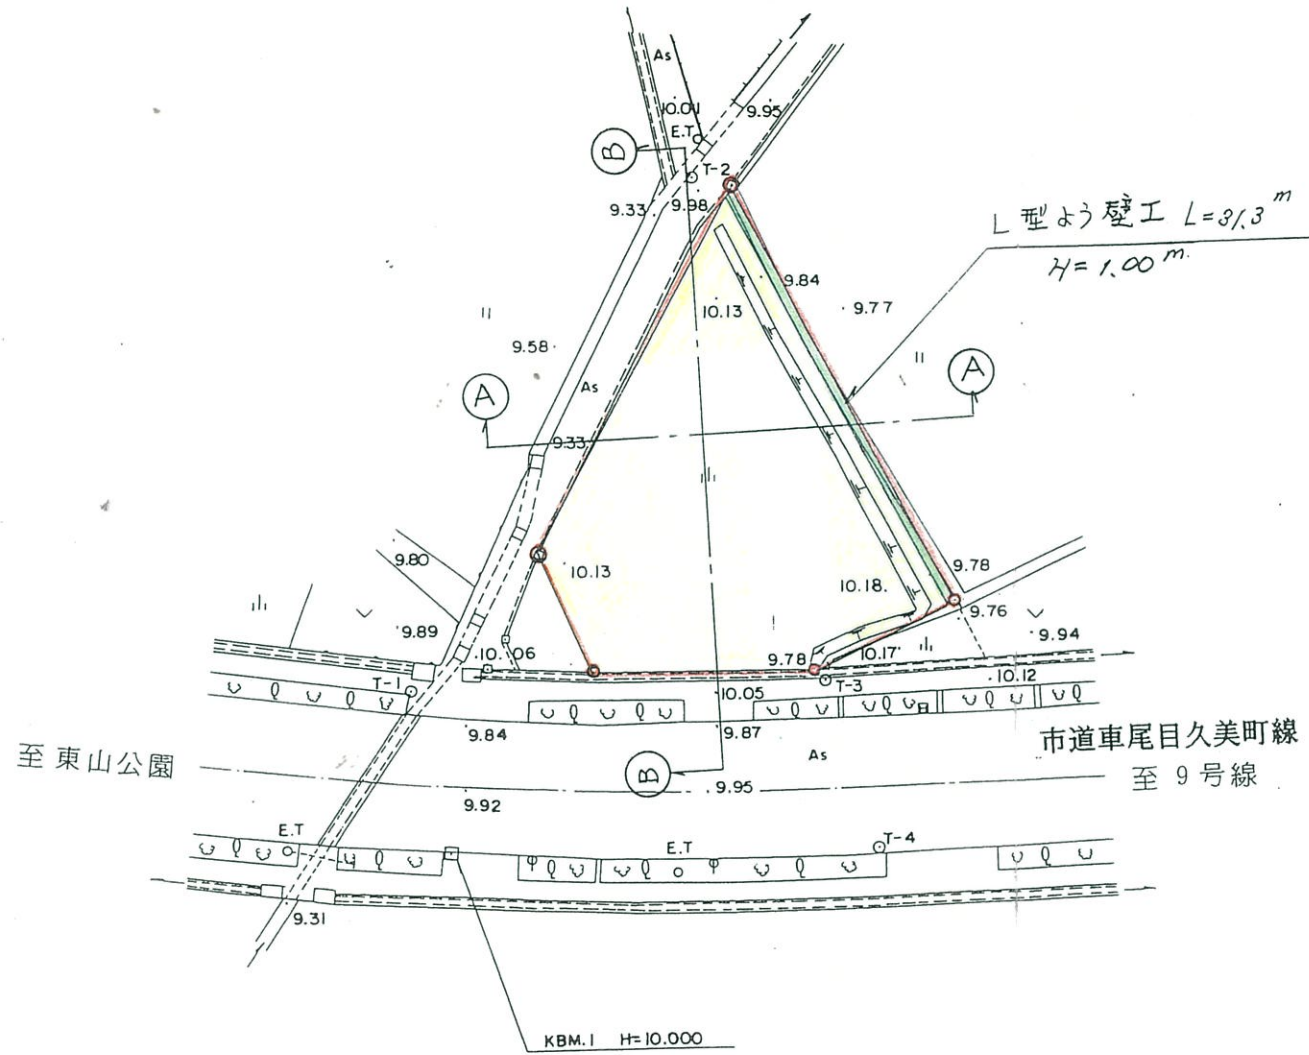 As
10.01
9.95
E.T
B
T-2
9.33
9.98
L型よう壁工 L=31.3m
H=1.00m.
9.84
10.13
9.77
9.58
As
A
A
9.33
9.80
10.13
10.18
9.78
9.76
9.89
9.94
10.06
9.78
10.17
T-1
T-3
10.12
10.05
9.84
9.87
市道車尾目久美町線
至東山公園
As
至9号線
B
9.95
9.92
E.T
E.T
T-4
9.31
KBM.1 H=10.000